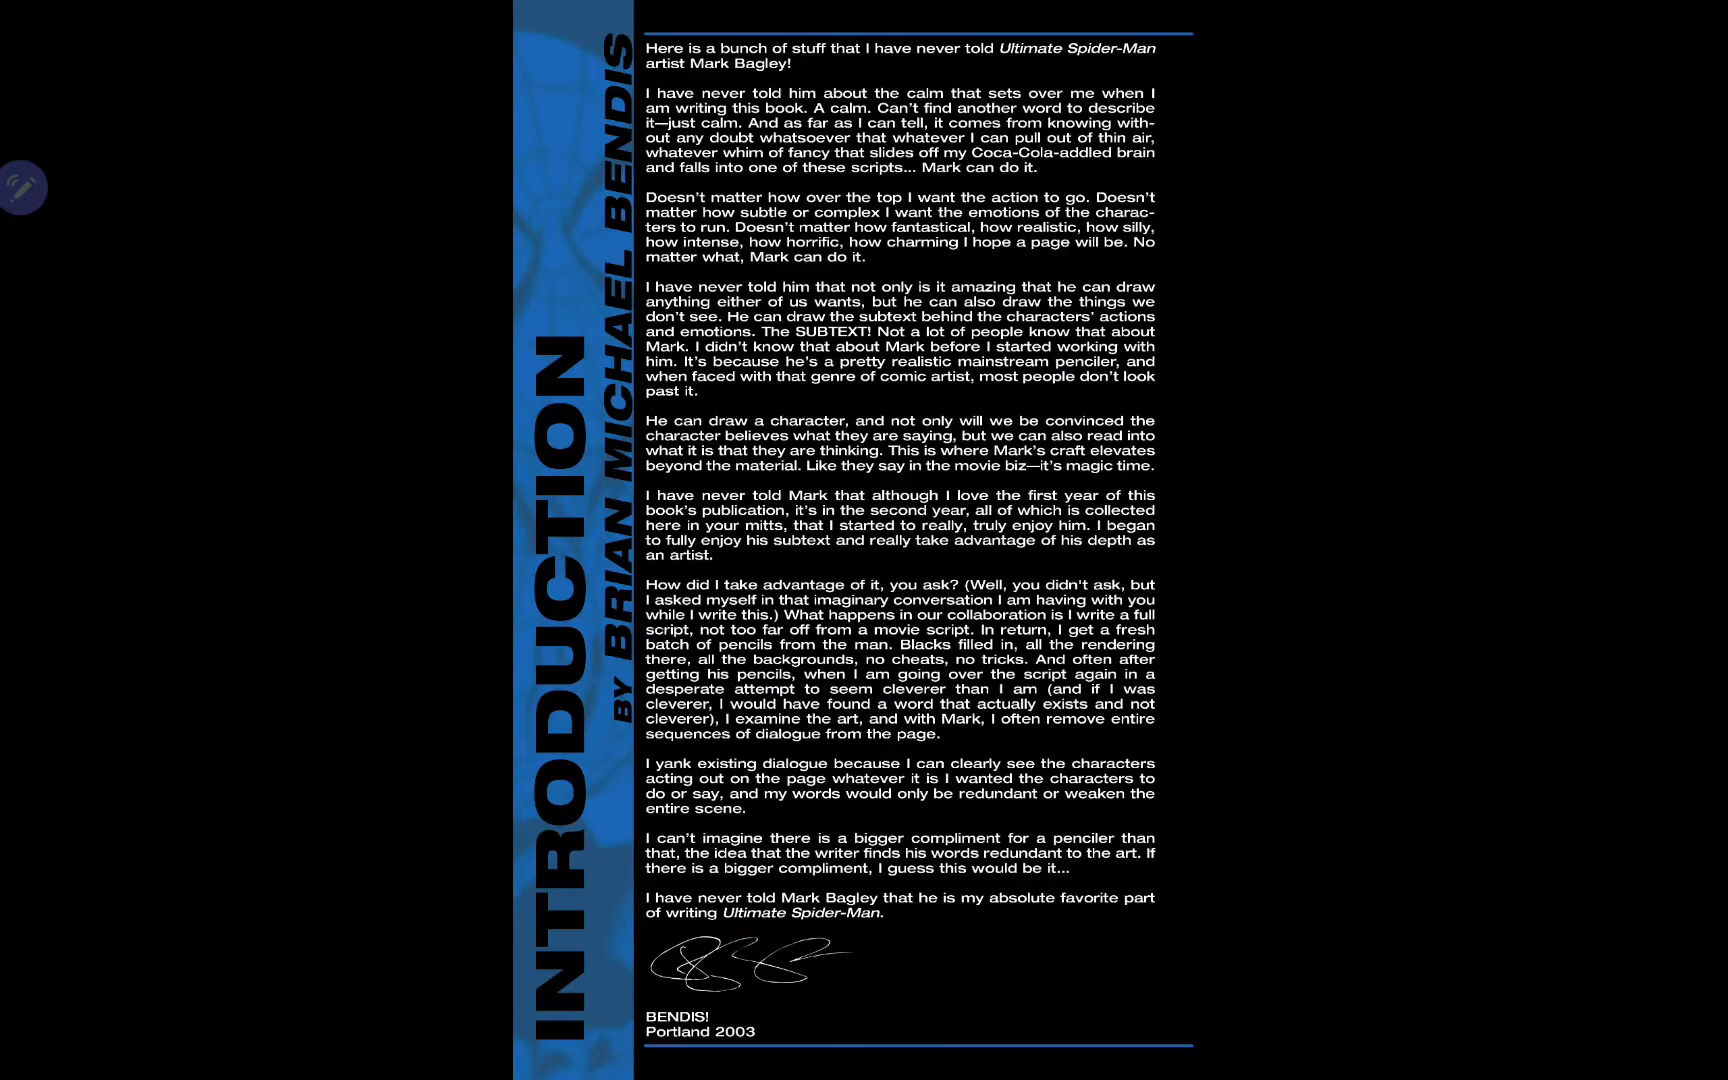 INTRODUCTION
BY BRIAN MICHAEL BENDIS
Here is a bunch of stuff that I have never told Ultimate Spider-Man
artist Mark Bagley!
I have never told him about the calm that sets over me when I
am writing this book. A calm. Can't find another word to describe
it—just calm. And as far as I can tell, it comes from knowing with-
out any doubt whatsoever that whatever I can pull out of thin air,
whatever whim of fancy that slides off my Coca-Cola-addled brain
and falls into one of these scripts... Mark can do it.
Doesn't matter how over the top I want the action to go. Doesn't
matter how subtle or complex I want the emotions of the charac-
ters to run. Doesn't matter how fantastical, how realistic, how silly,
how intense, how horrific, how charming I hope a page will be. No
matter what, Mark can do it.
I have never told him that not only is it amazing that he can draw
anything either of us wants, but he can also draw the things we
don't see. He can draw the subtext behind the characters' actions
and emotions. The SUBTEXT! Not a lot of people know that about
Mark. I didn't know that about Mark before I started working with
him. It's because he's a pretty realistic mainstream penciler, and
when faced with that genre of comic artist, most people don't look
past it.
He can draw a character, and not only will we be convinced the
character believes what they are saying, but we can also read into
what it is that they are thinking. This is where Mark's craft elevates
beyond the material. Like they say in the movie biz—it's magic time.
I have never told Mark that although I love the first year of this
book's publication, it's in the second year, all of which is collected
here in your mitts, that I started to really, truly enjoy him. I began
to fully enjoy his subtext and really take advantage of his depth as
an artist.
How did I take advantage of it, you ask? (Well, you didn't ask, but
I asked myself in that imaginary conversation I am having with you
while I write this.) What happens in our collaboration is I write a full
script, not too far off from a movie script. In return, I get a fresh
batch of pencils from the man. Blacks filled in, all the rendering
there, all the backgrounds, no cheats, no tricks. And often after
getting his pencils, when I am going over the script again in a
desperate attempt to seem cleverer than I am (and if I was
cleverer, I would have found a word that actually exists and not
cleverer), I examine the art, and with Mark, I often remove entire
sequences of dialogue from the page.
I yank existing dialogue because I can clearly see the characters
acting out on the page whatever it is I wanted the characters to
do or say, and my words would only be redundant or weaken the
entire scene.
I can't imagine there is a bigger compliment for a penciler than
that, the idea that the writer finds his words redundant to the art. If
there is a bigger compliment, I guess this would be it...
I have never told Mark Bagley that he is my absolute favorite part
of writing Ultimate Spider-Man.
BENDIS!
Portland 2003